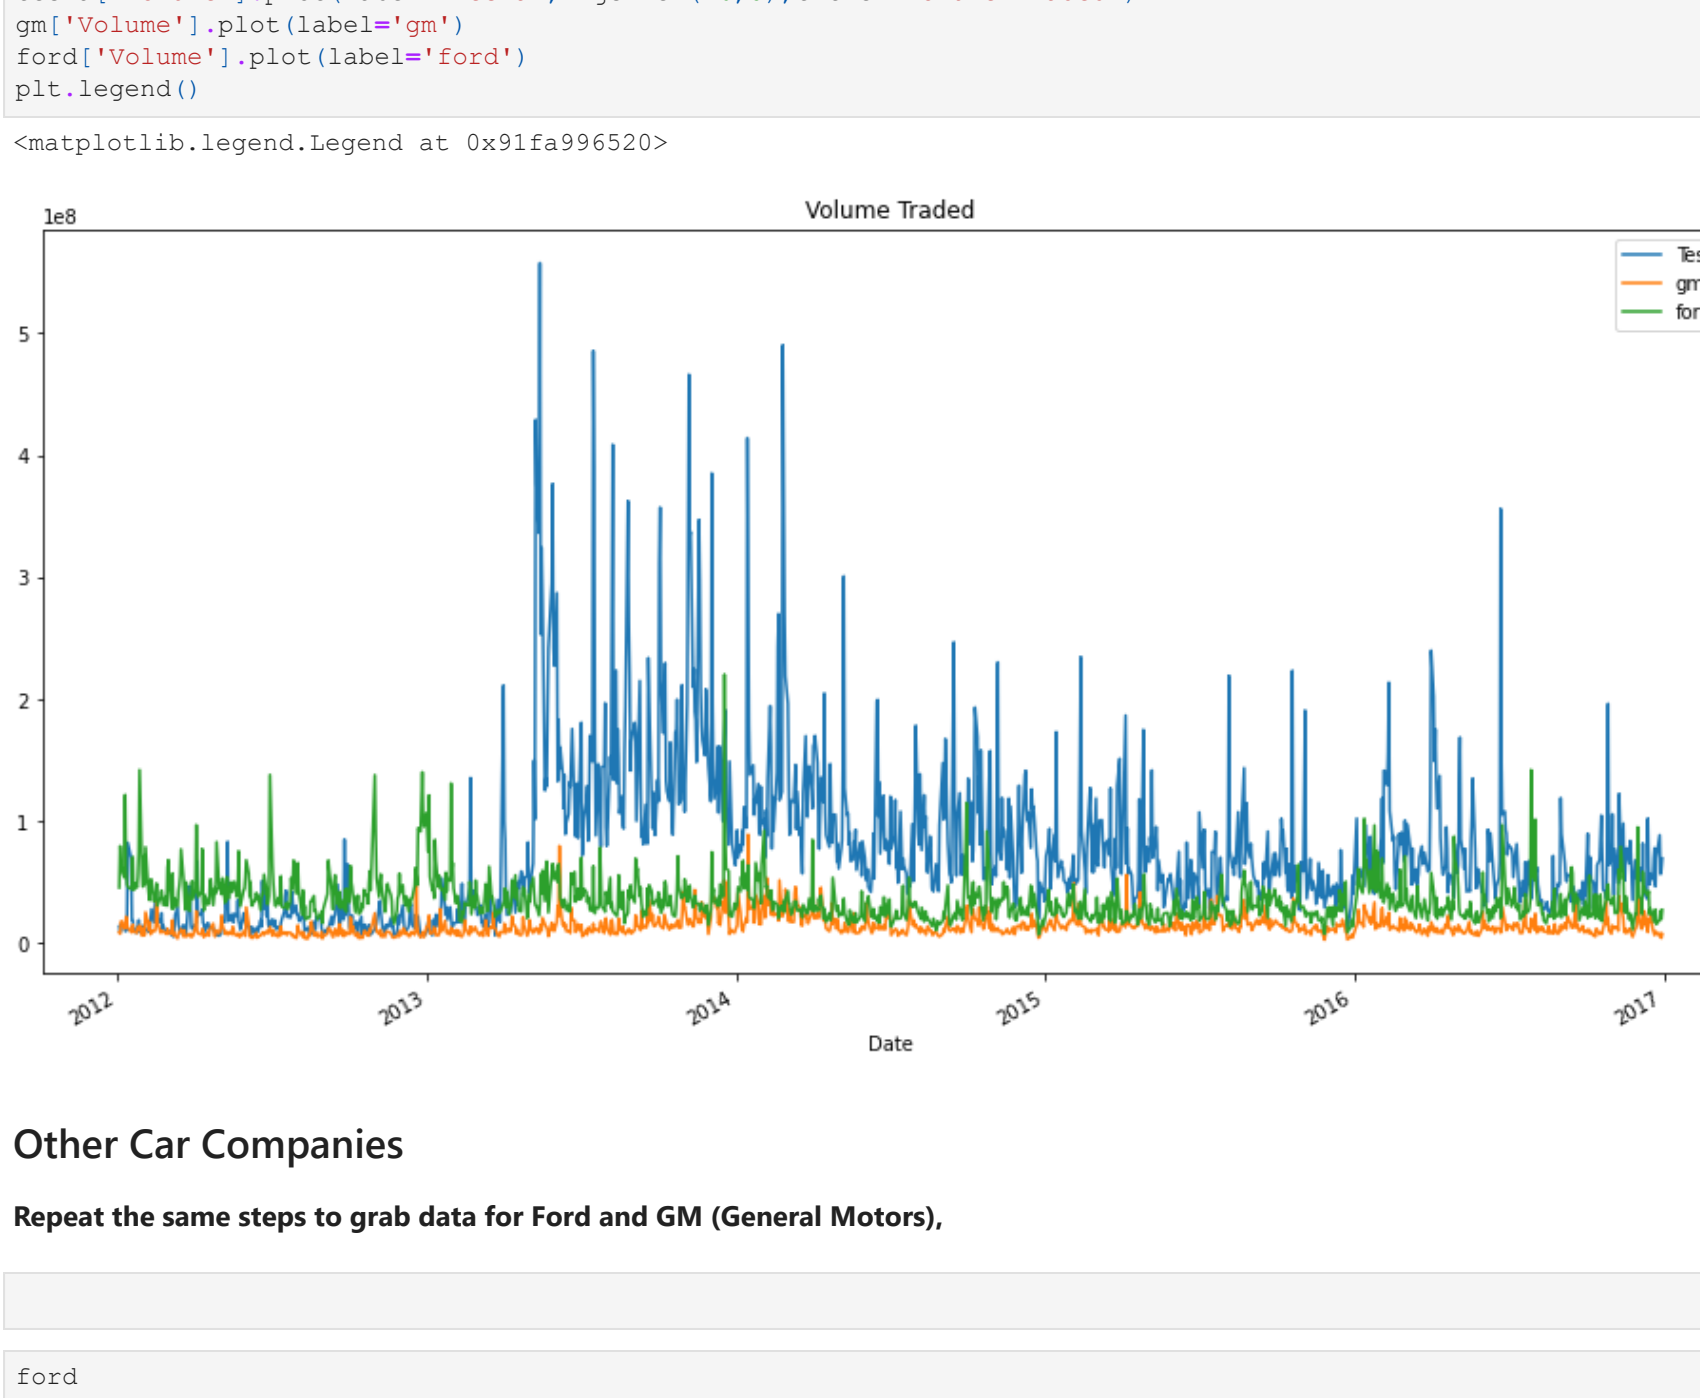 gm['Volume'].plot(label='gm')
ford['Volume'].plot(label='ford')
plt.legend()
<matplotlib.legend.Legend at 0x91fa996520>
Volume Traded
1e8
Tes
gm
for
5
4
3
2
1
0
2012
2013
2014
2015
2016
2017
Date
Other Car Companies
Repeat the same steps to grab data for Ford and GM (General Motors),
ford